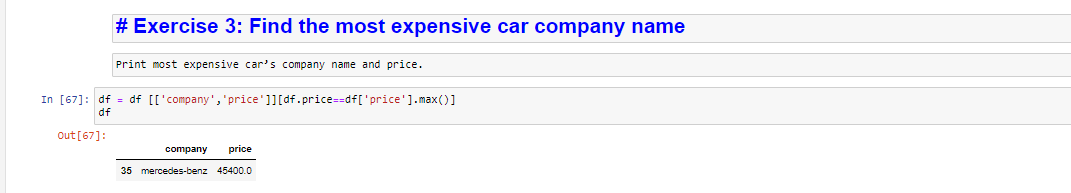 # Exercise 3: Find the most expensive car company name
Print most expensive car’s company name and price.
In [67]: df = df [['company','price']][df.price==df['price'].max()]
df
Out[67]:
company price
35 mercedes-benz 45400.0